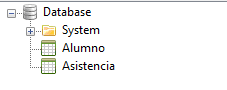 Database
System
Alumno
Asistencia